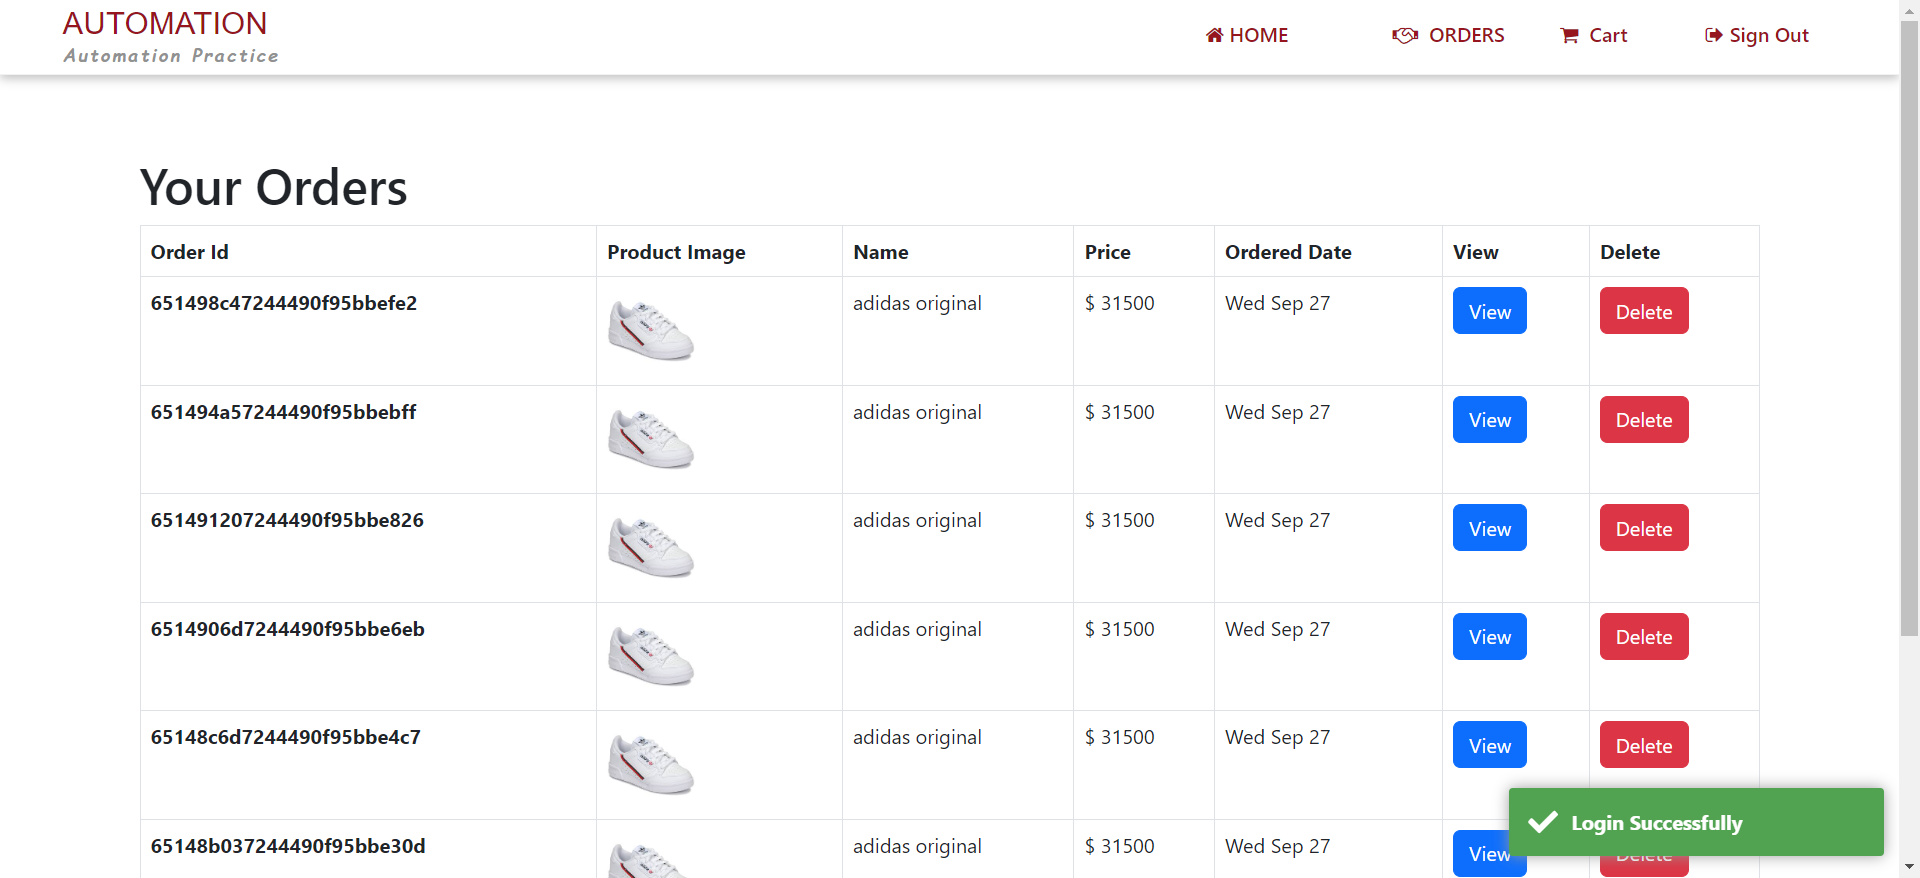 AUTOMATION
Automation Practice
HOME
ORDERS
Cart
Sign Out
Your Orders
Order Id Product Image Name Price Ordered Date View Delete
651498c47244490f95bbefe2 adidas original $ 31500 Wed Sep 27 View Delete
651494a57244490f95bbebff adidas original $ 31500 Wed Sep 27 View Delete
651491207244490f95bbe826 adidas original $ 31500 Wed Sep 27 View Delete
6514906d7244490f95bbe6eb adidas original $ 31500 Wed Sep 27 View Delete
65148c6d7244490f95bbe4c7 adidas original $ 31500 Wed Sep 27 View Delete
65148b037244490f95bbe30d adidas original $ 31500 Wed Sep 27 View Delete
Login Successfully